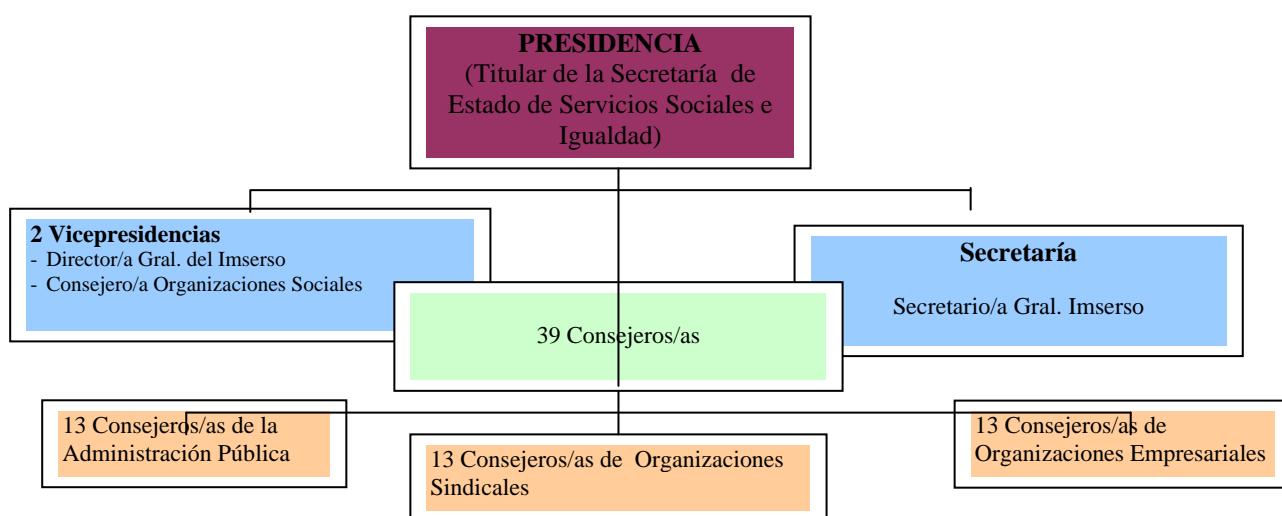 PRESIDENCIA
(Titular de la Secretaría de
Estado de Servicios Sociales e
Igualdad)
2 Vicepresidencias
- Director/a Gral. del Imserso
- Consejero/a Organizaciones Sociales
Secretaría
Secretario/a Gral. Imserso
39 Consejeros/as
13 Consejeros/as de la
Administración Pública
13 Consejeros/as de Organizaciones
Sindicales
13 Consejeros/as de
Organizaciones Empresariales